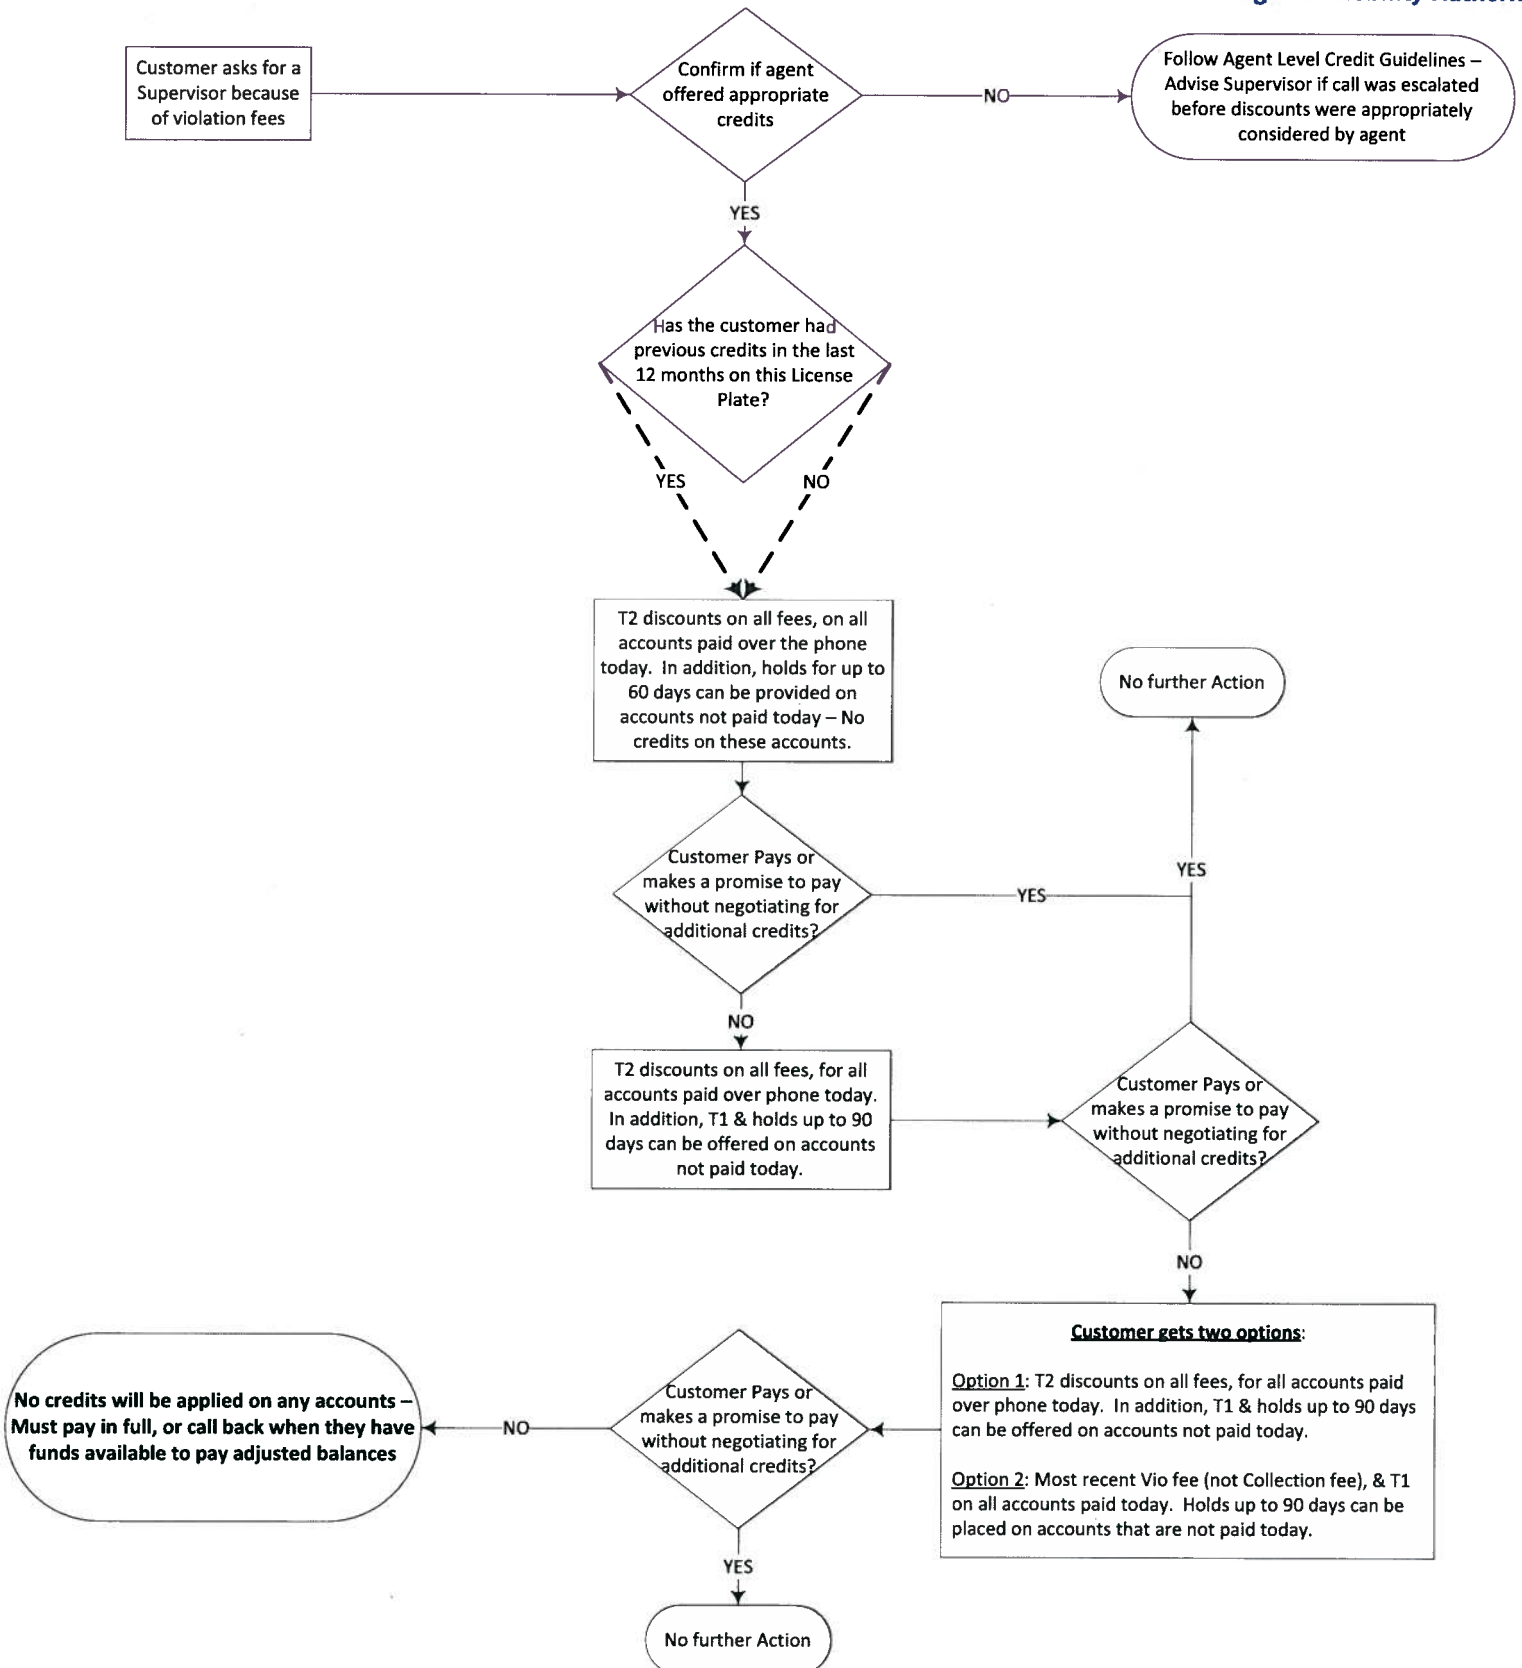 Customer asks for a
Supervisor because
of violation fees
Confirm if agent
offered appropriate
credits
NO
Follow Agent Level Credit Guidelines –
Advise Supervisor if call was escalated
before discounts were appropriately
considered by agent
YES
Has the customer had
previous credits in the last
12 months on this License
Plate?
YES
NO
T2 discounts on all fees, on all
accounts paid over the phone
today. In addition, holds for up to
60 days can be provided on
accounts not paid today – No
credits on these accounts.
No further Action
YES
Customer Pays or
makes a promise to pay
without negotiating for
additional credits?
YES
NO
T2 discounts on all fees, for all
accounts paid over phone today.
In addition, T1 & holds up to 90
days can be offered on accounts
not paid today.
Customer Pays or
makes a promise to pay
without negotiating for
additional credits?
NO
Customer gets two options:
Option 1: T2 discounts on all fees, for all accounts paid
over phone today. In addition, T1 & holds up to 90 days
can be offered on accounts not paid today.
Option 2: Most recent Vio fee (not Collection fee), & T1
on all accounts paid today. Holds up to 90 days can be
placed on accounts that are not paid today.
Customer Pays or
makes a promise to pay
without negotiating for
additional credits?
NO
No credits will be applied on any accounts –
Must pay in full, or call back when they have
funds available to pay adjusted balances
YES
No further Action